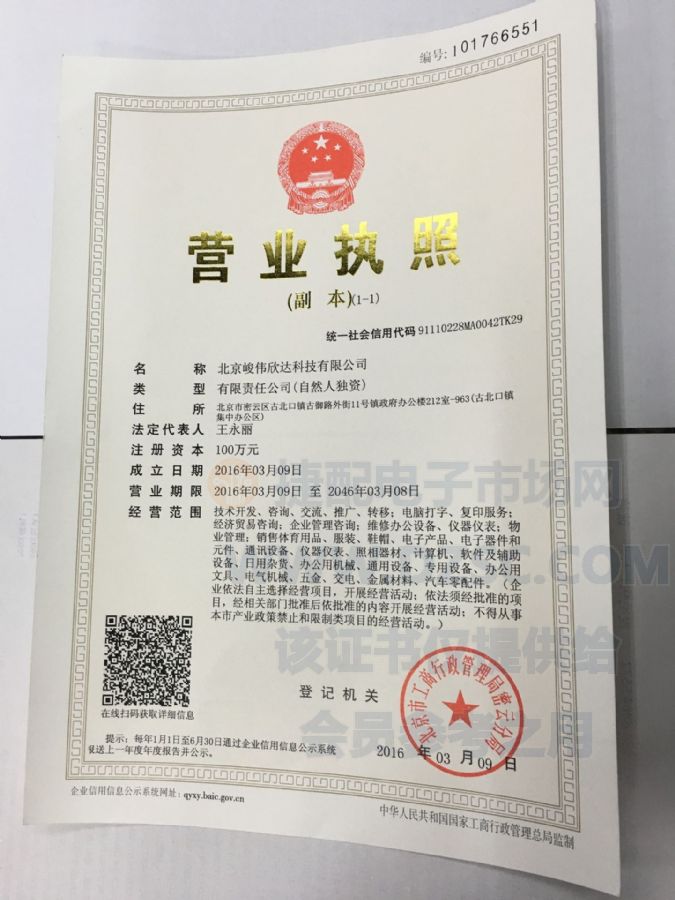 编号:101766551
营业执照
(副 本)(1-1)
统一社会信用代码 91110228MA0042TK29
名 称 北京峻伟欣达科技有限公司
类 型 有限责任公司(自然人独资)
住 所 北京市密云区古北口镇古御路外街11号镇政府办公楼212室-963(古北口镇
集中办公区)
法定代表人 王永丽
注册资本 100万元
成立日期 2016年03月09日
营业期限 2016年03月09日 至 2046年03月08日
经营范围 技术开发、咨询、交流、推广、转移;电脑打字、复印服务;
经济贸易咨询;企业管理咨询;维修办公设备、仪器仪表;物
业管理;销售体育用品、服装、鞋帽、电子产品、电子器件和
元件、通讯设备、仪器仪表、照相器材、计算机、软件及辅助
设备、日用杂货、办公用机械、通用设备、专用设备、办公用
文具、电气机械、五金、交电、金属材料、汽车零配件。(企
业依法自主选择经营项目,开展经营活动;依法须经批准的项
目,经相关部门批准后依批准的内容开展经营活动;不得从事
本市产业政策禁止和限制类项目的经营活动。)
捷配电子市场网
.COM
该证书仅提供给
会员参考之用
在线扫码获取详细信息
登记机关
北京市工商行政管理局密云分局
2016 年 03 月 09 日
提示:每年1月1日至6月30日通过企业信用信息公示系统
报送上一年度年度报告并公示。
企业信用信息公示系统网址: qyxy.baic.gov.cn
中华人民共和国国家工商行政管理总局监制